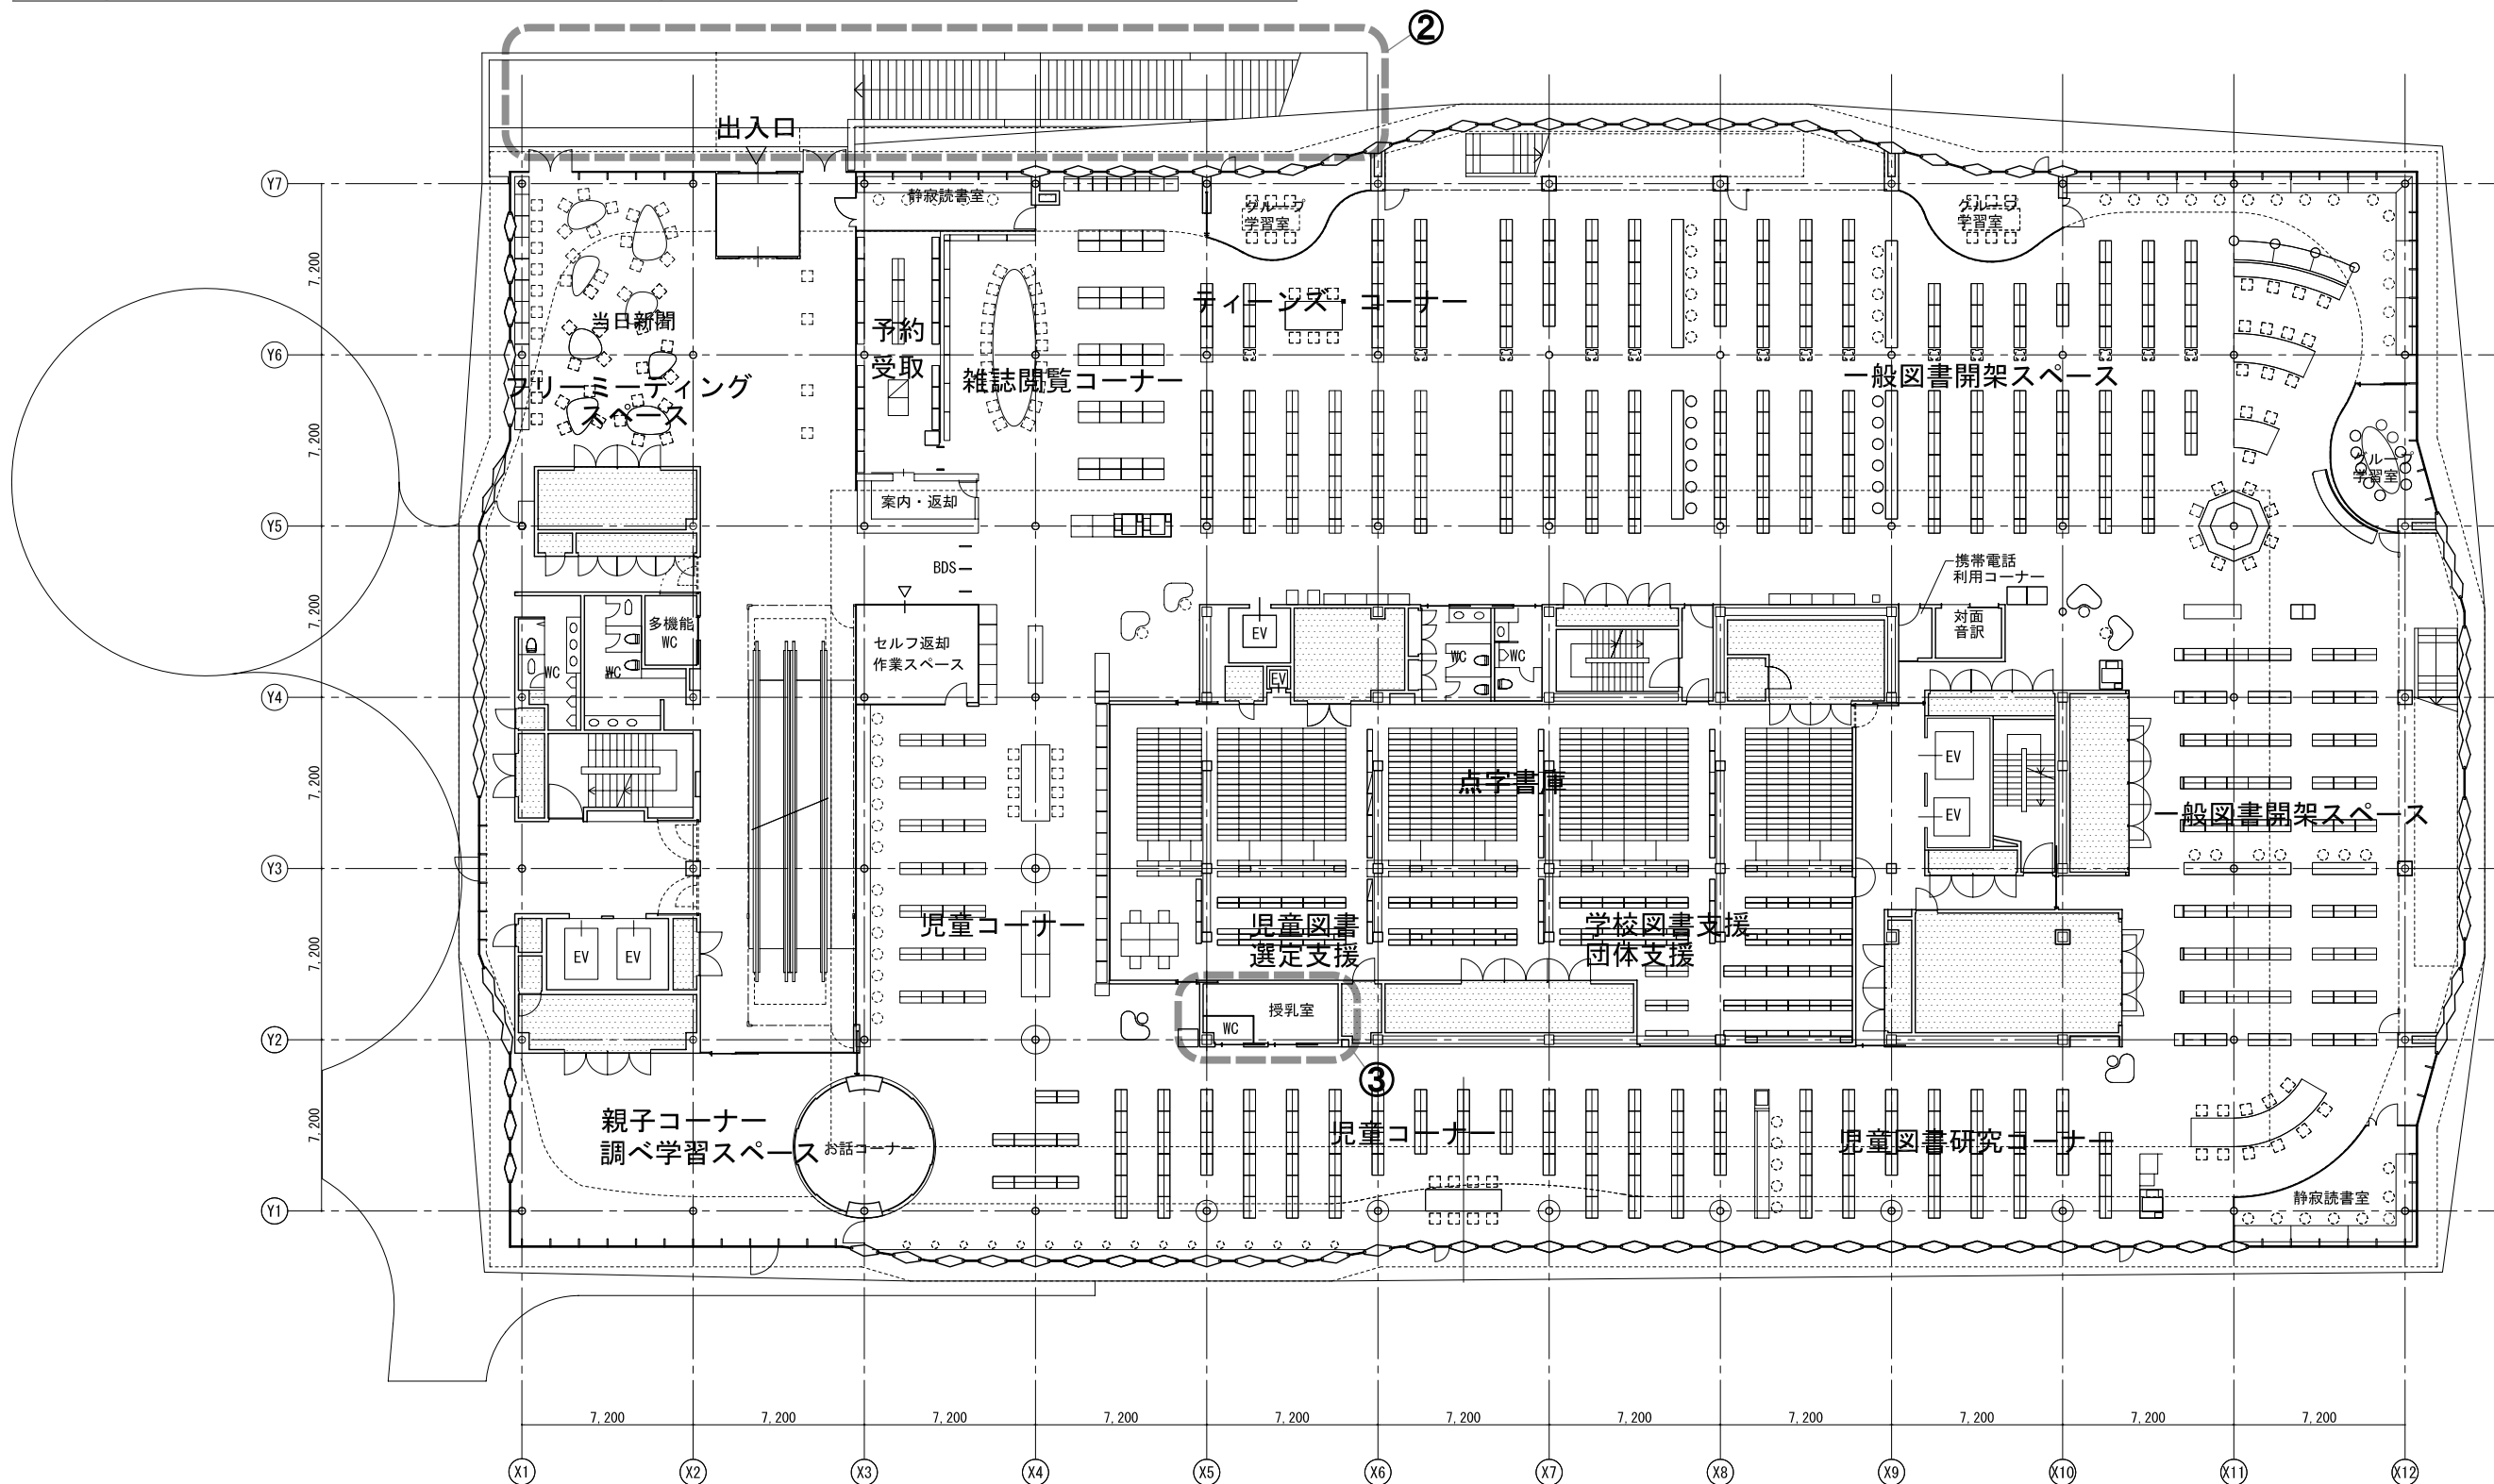 ②
出入口
Y7
静寂読書室
グループ
学習室
グループ
学習室
7,200
ティーンズ・コーナー
当日新聞
予約
受取
Y6
フリーミーティング
スペース
雑誌閲覧コーナー
一般図書開架スペース
7,200
グループ
学習室
案内・返却
Y5
BDS
携帯電話
利用コーナー
7,200
多機能
WC
セルフ返却
作業スペース
EV
対面
音訳
WC
WC
WC
WC
EV
Y4
点字書庫
EV
7,200
EV
一般図書開架スペース
Y3
児童コーナー
児童図書
選定支援
学校図書支援
団体支援
7,200
EV
EV
授乳室
WC
Y2
③
親子コーナー
調べ学習スペース
お話コーナー
児童コーナー
児童図書研究コーナー
7,200
静寂読書室
Y1
7,200
7,200
7,200
7,200
7,200
7,200
7,200
7,200
7,200
7,200
7,200
X1
X2
X3
X4
X5
X6
X7
X8
X9
X10
X11
X12